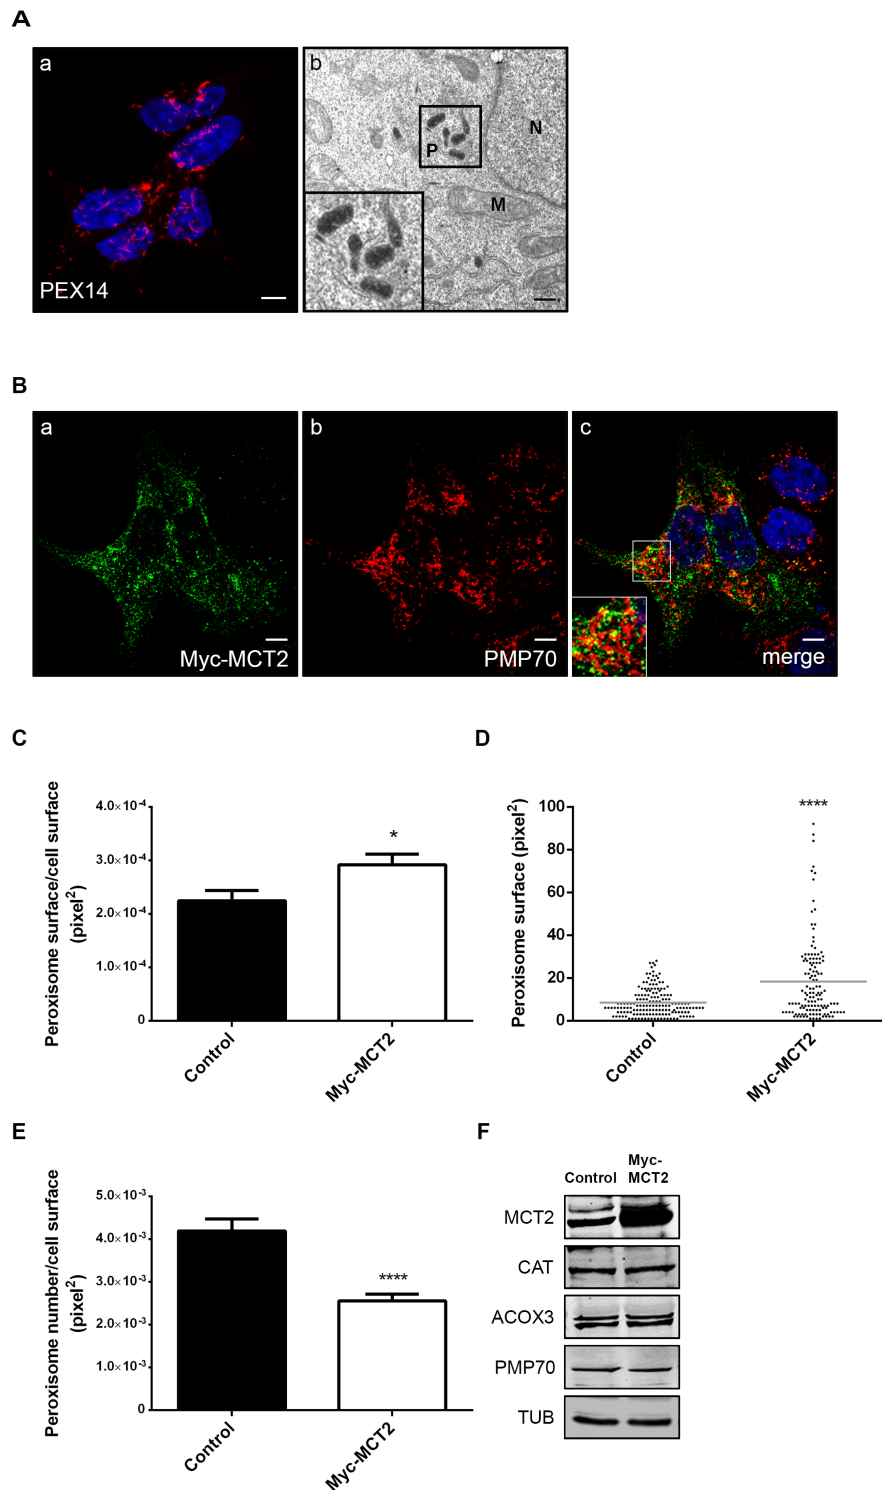 A
a
PEX14
b
N
P
M
B
a
Myc-MCT2
b
PMP70
c
merge
C
Peroxisome surface/cell surface
(pixel²)
4.0×10⁻⁴
3.0×10⁻⁴
2.0×10⁻⁴
1.0×10⁻⁴
0
*
Control
Myc-MCT2
D
Peroxisome surface (pixel²)
100
80
60
40
20
0
****
Control
Myc-MCT2
E
Peroxisome number/cell surface
(pixel²)
5.0×10⁻³
4.0×10⁻³
3.0×10⁻³
2.0×10⁻³
1.0×10⁻³
0
****
Control
Myc-MCT2
F
Control
Myc-
MCT2
MCT2
CAT
ACOX3
PMP70
TUB